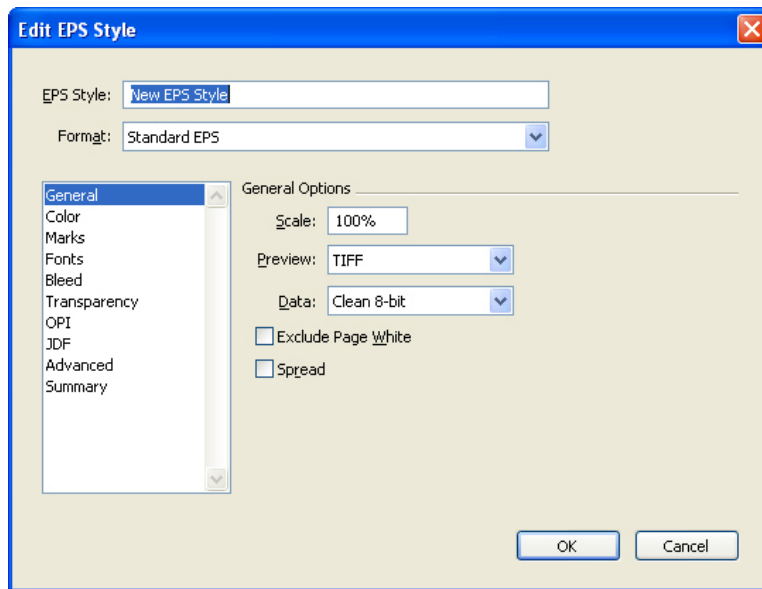 Edit EPS Style
EPS Style: New EPS Style
Format: Standard EPS
General
Color
Marks
Fonts
Bleed
Transparency
OPI
JDF
Advanced
Summary
General Options
Scale: 100%
Preview: TIFF
Data: Clean 8-bit
Exclude Page White
Spread
OK Cancel